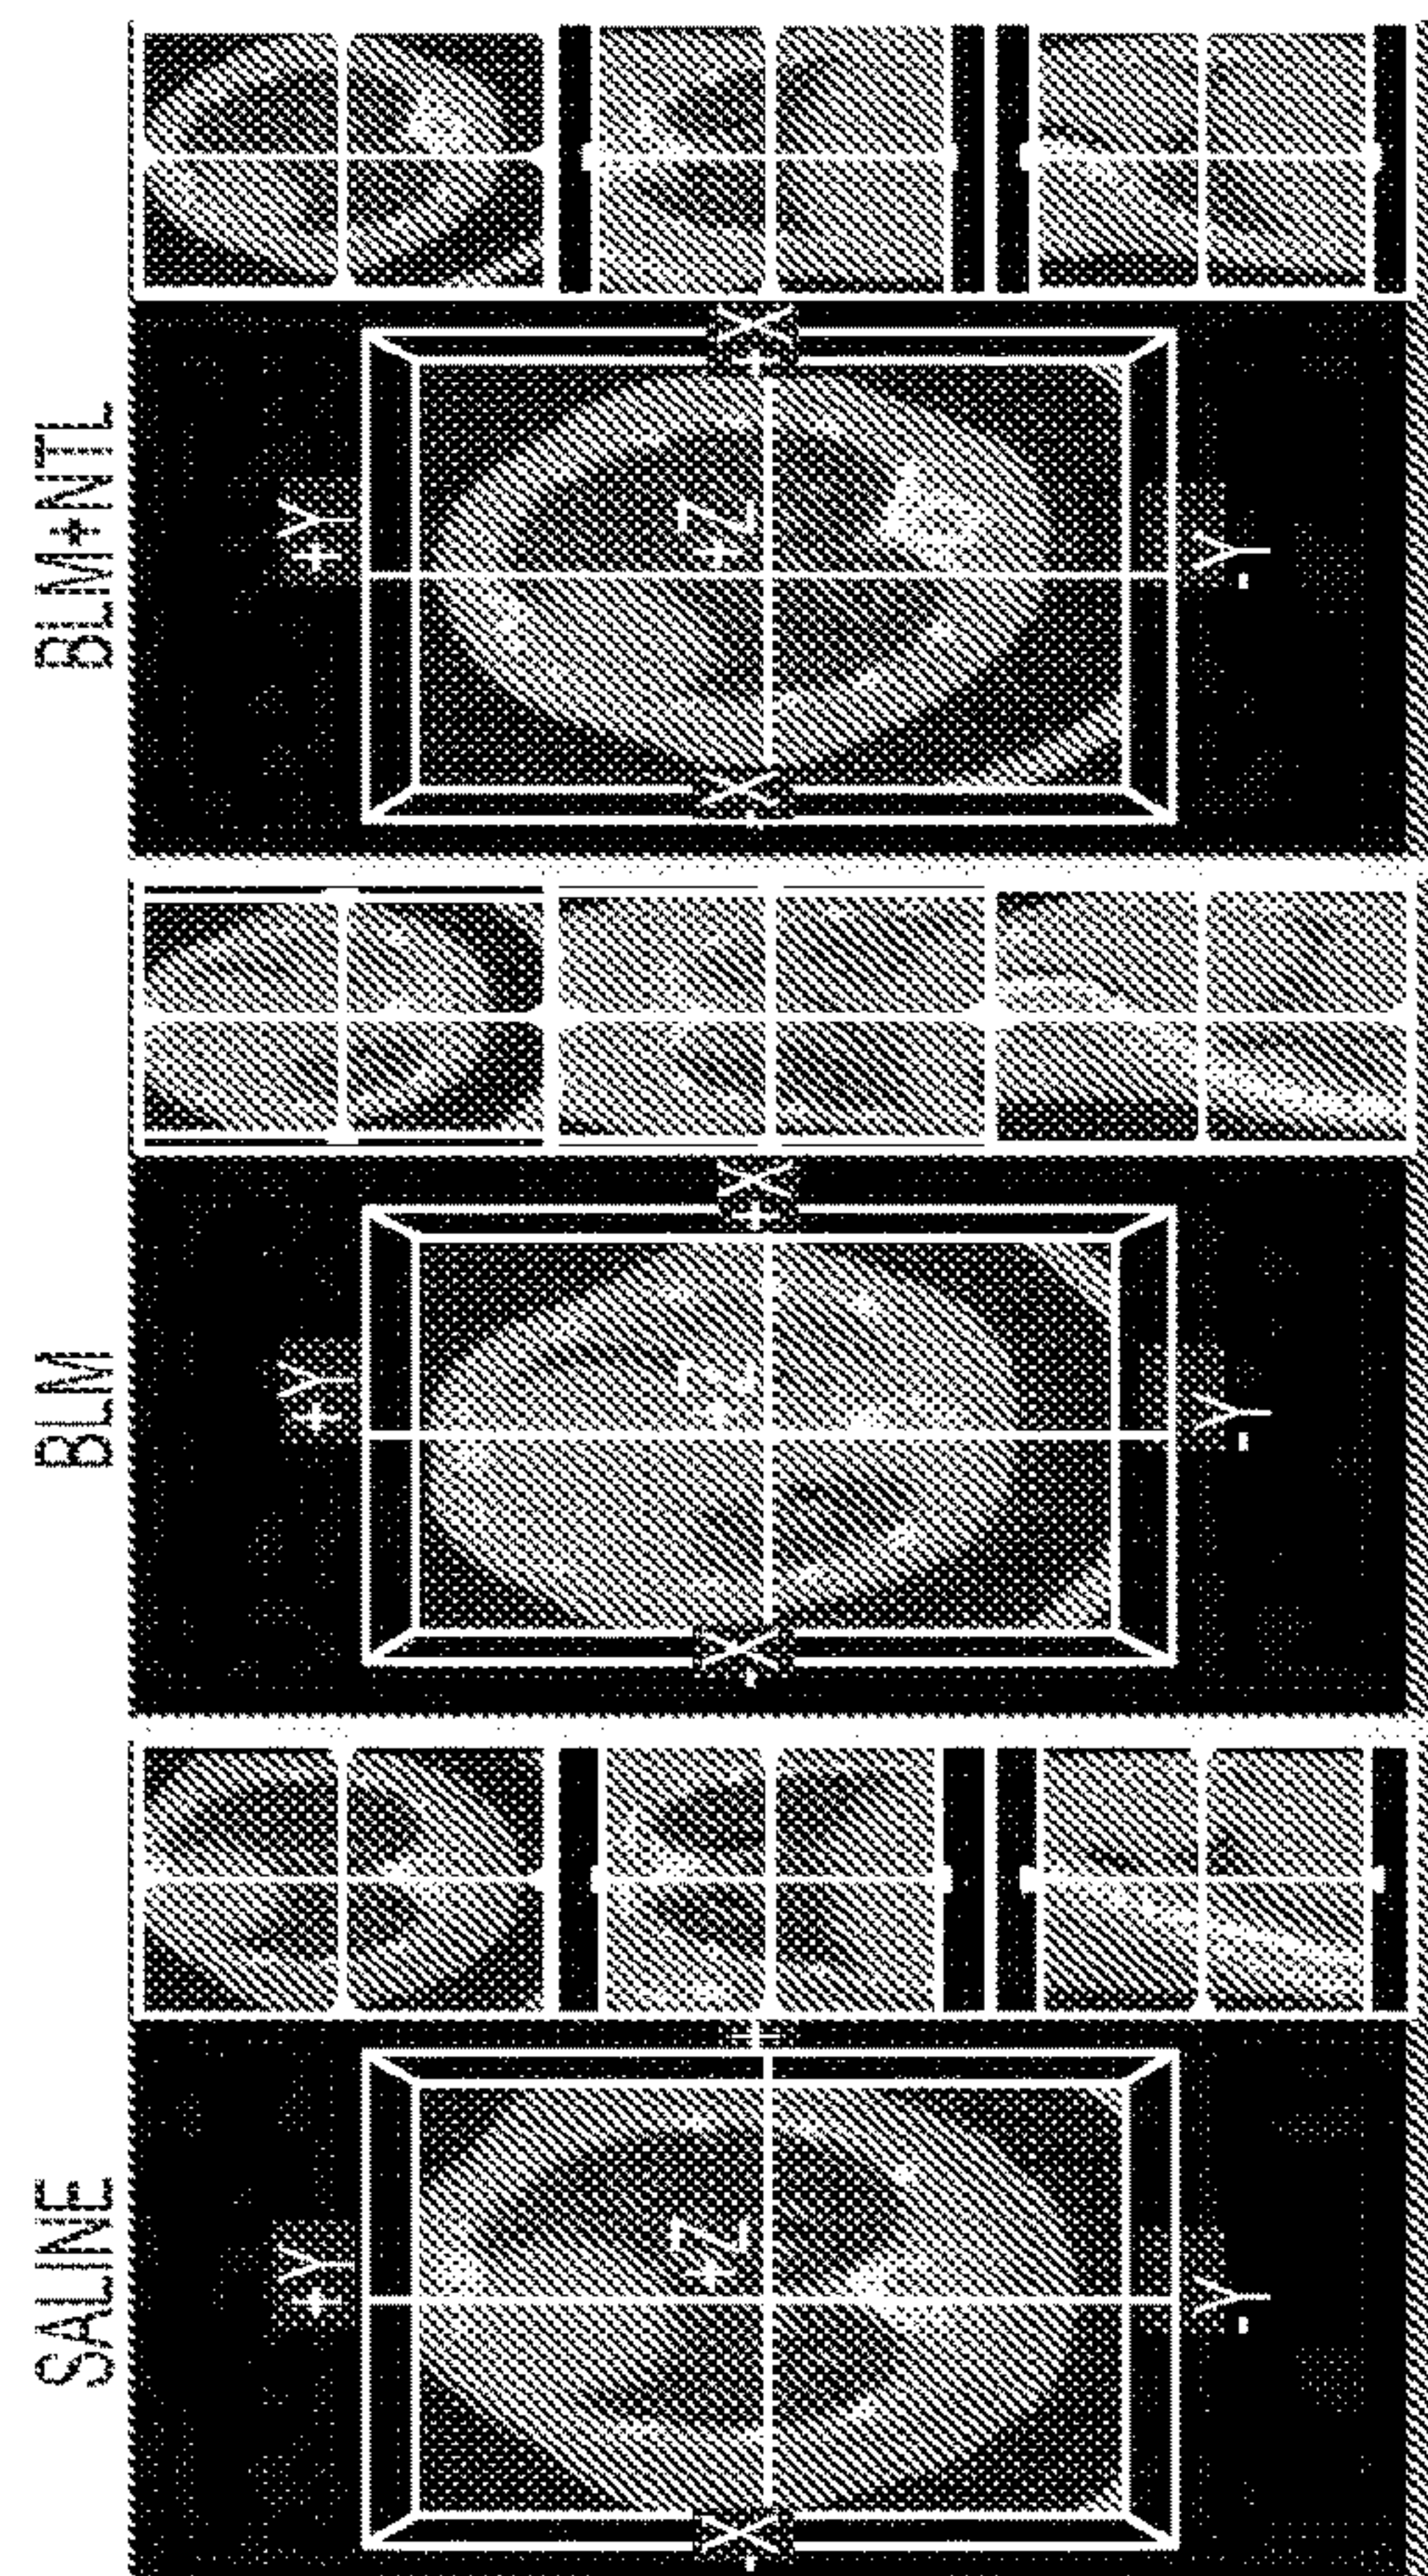 SALINE
BLM
BLM+NTL
+Y
+Y
+Y
-X
+Z
+
-X
+Z
+X
-X
+Z
+X
-Y
-Y
-Y